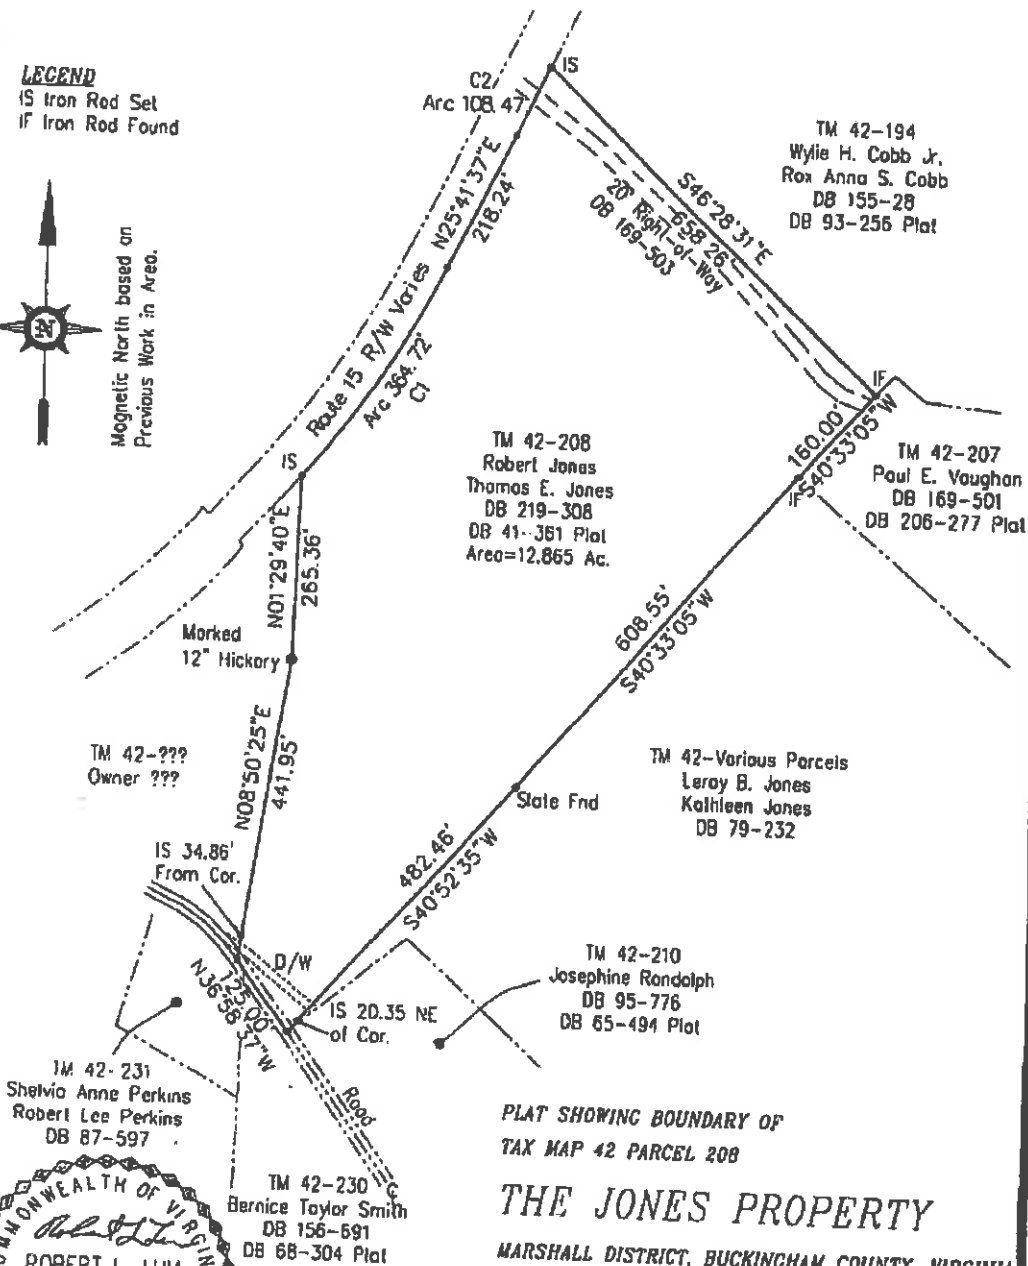 LEGEND
IS Iron Rod Set
IF Iron Rod Found
Magnetic North based on
Previous Work in Area.
N
C2
Arc 108.47'
IS
N25°41'37"E
218.24'
Route 15 R/W Varies
Arc 364.72'
C1
S46°28'31"E
658.26'
20' Right-of-Way
DB 169-503
TM 42-194
Wylie H. Cobb Jr.
Rox Anna S. Cobb
DB 155-28
DB 93-256 Plat
IF
160.00'
S40°33'05"W
IF
TM 42-207
Paul E. Vaughan
DB 169-501
DB 206-277 Plat
TM 42-208
Robert Jones
Thomas E. Jones
DB 219-308
DB 41-361 Plat
Area=12.865 Ac.
IS
N01°29'40"E
265.36'
Marked
12" Hickory
608.55'
S40°33'05"W
N08°50'25"E
441.95'
TM 42-???
Owner ???
TM 42-Various Parcels
Leroy B. Jones
Kathleen Jones
DB 79-232
Slate Fnd
482.46'
S40°52'35"W
IS 34.86'
From Cor.
D/W
125.00'
N36°58'37"W
IS 20.35 NE
of Cor.
TM 42-210
Josephine Randolph
DB 95-776
DB 65-494 Plat
TM 42-231
Shelvia Anne Perkins
Robert Lee Perkins
DB 87-597
Road
TM 42-230
Bernice Taylor Smith
DB 156-691
DB 68-304 Plat
PLAT SHOWING BOUNDARY OF
TAX MAP 42 PARCEL 208
THE JONES PROPERTY
MARSHALL DISTRICT, BUCKINGHAM COUNTY, VIRGINIA
COMMONWEALTH OF VIRGIN
ROBERT L. LUM